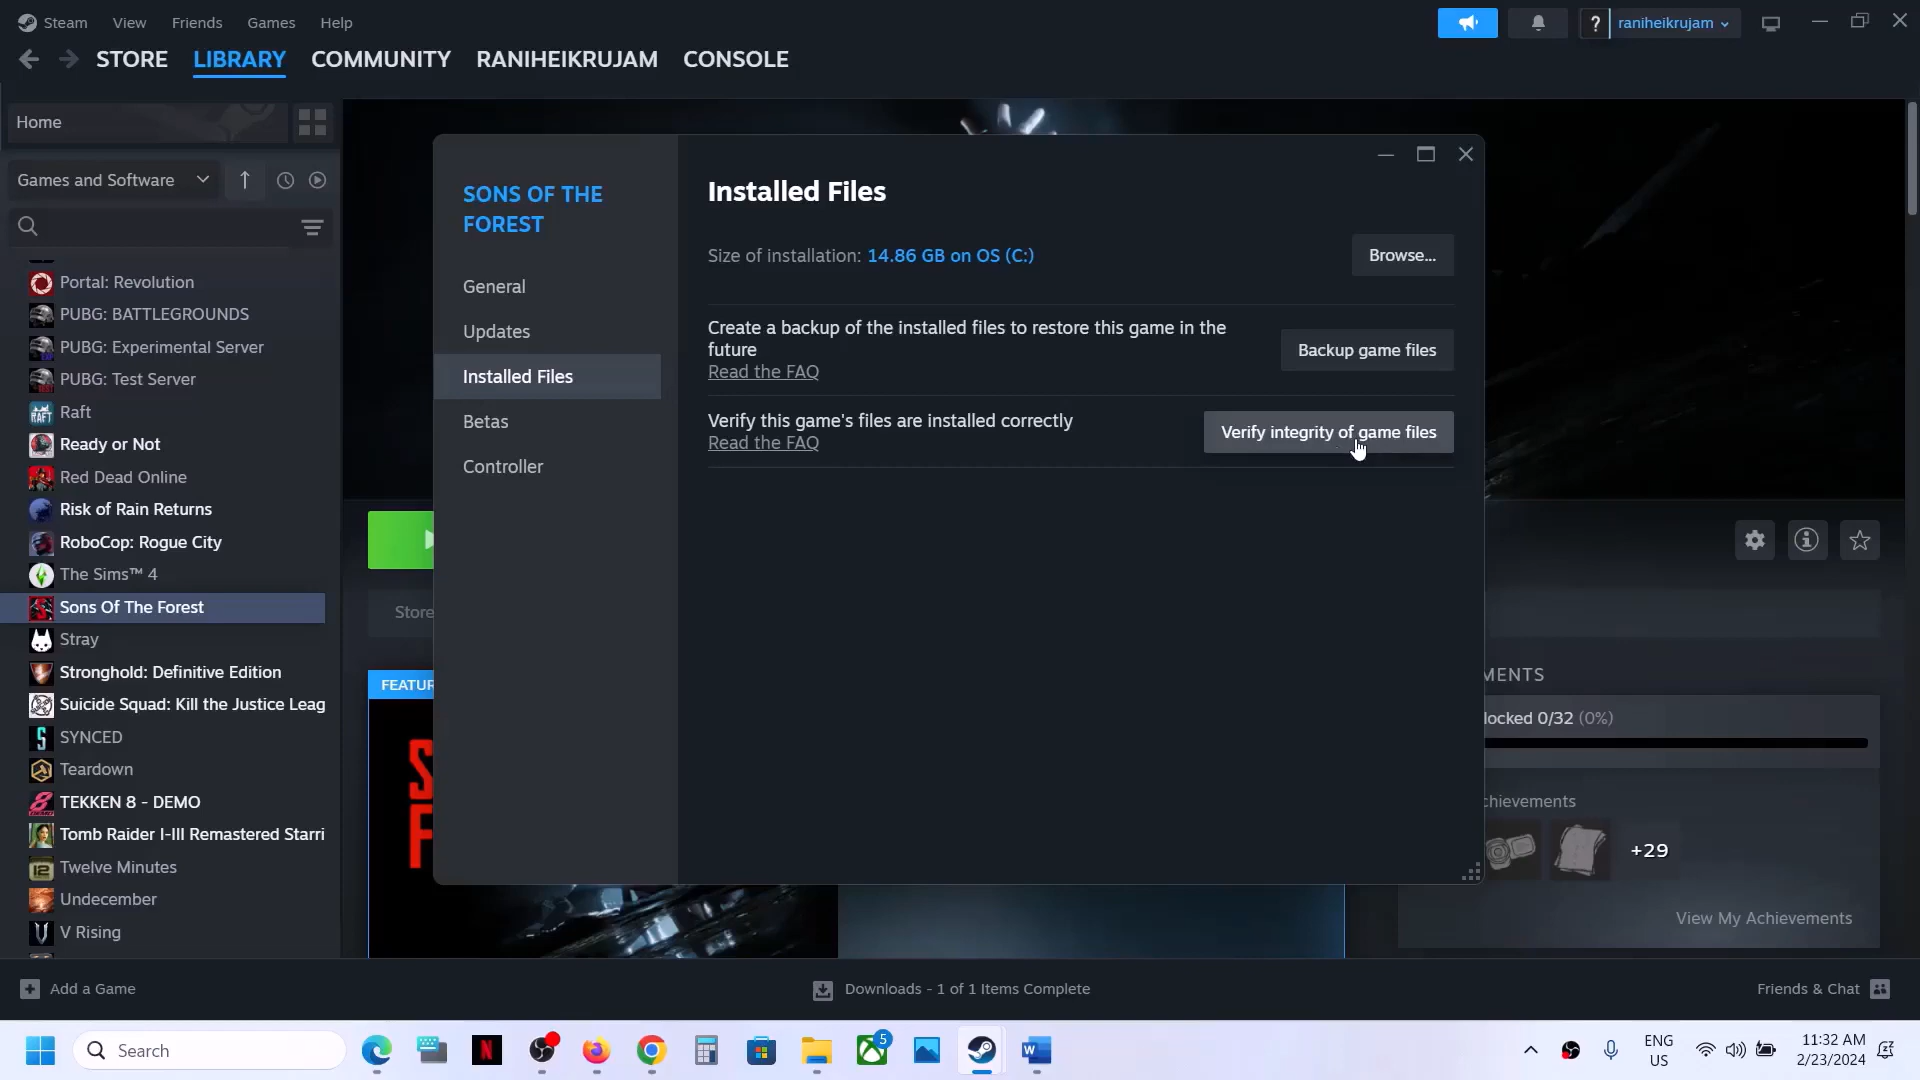 Steam View Friends Games Help
raniheikrujam
STORE LIBRARY COMMUNITY RANIHEIKRUJAM CONSOLE
Home
Games and Software
Portal: Revolution
PUBG: BATTLEGROUNDS
PUBG: Experimental Server
PUBG: Test Server
Raft
Ready or Not
Red Dead Online
Risk of Rain Returns
RoboCop: Rogue City
The Sims™ 4
Sons Of The Forest
Stray
Stronghold: Definitive Edition
Suicide Squad: Kill the Justice Leag
SYNCED
Teardown
TEKKEN 8 - DEMO
Tomb Raider I-III Remastered Starri
Twelve Minutes
Undecember
V Rising
SONS OF THE
FOREST
General
Updates
Installed Files
Betas
Controller
Installed Files
Size of installation: 14.86 GB on OS (C:)
Browse...
Create a backup of the installed files to restore this game in the
future
Read the FAQ
Backup game files
Verify this game's files are installed correctly
Read the FAQ
Verify integrity of game files
Store
FEATUR
S
F
MENTS
locked 0/32 (0%)
chievements
+29
View My Achievements
Add a Game
Downloads - 1 of 1 Items Complete
Friends & Chat
Search
5
ENG
US
11:32 AM
2/23/2024